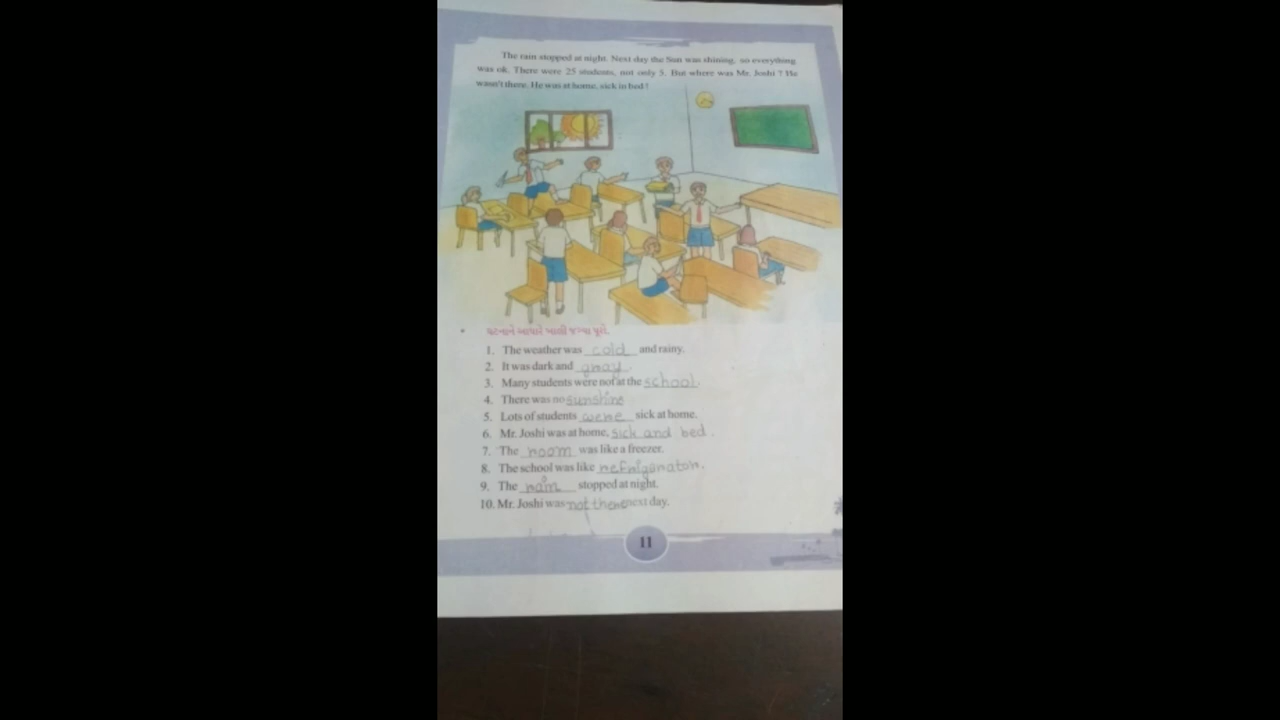 The rain stopped at night. Next day the Sun was shining, so everything
was ok. There were 25 students, not only 5. But where was Mr. Joshi ? He
wasn't there. He was at home, sick in bed !
ઘટનાને આધારે ખાલી જગ્યા પૂરો.
1. The weather was cold and rainy.
2. It was dark and gray.
3. Many students were not at the school.
4. There was no sunshine
5. Lots of students were sick at home.
6. Mr. Joshi was at home, sick and bed.
7. The room was like a freezer.
8. The school was like refrigerator.
9. The rain stopped at night.
10. Mr. Joshi was not there next day.
11